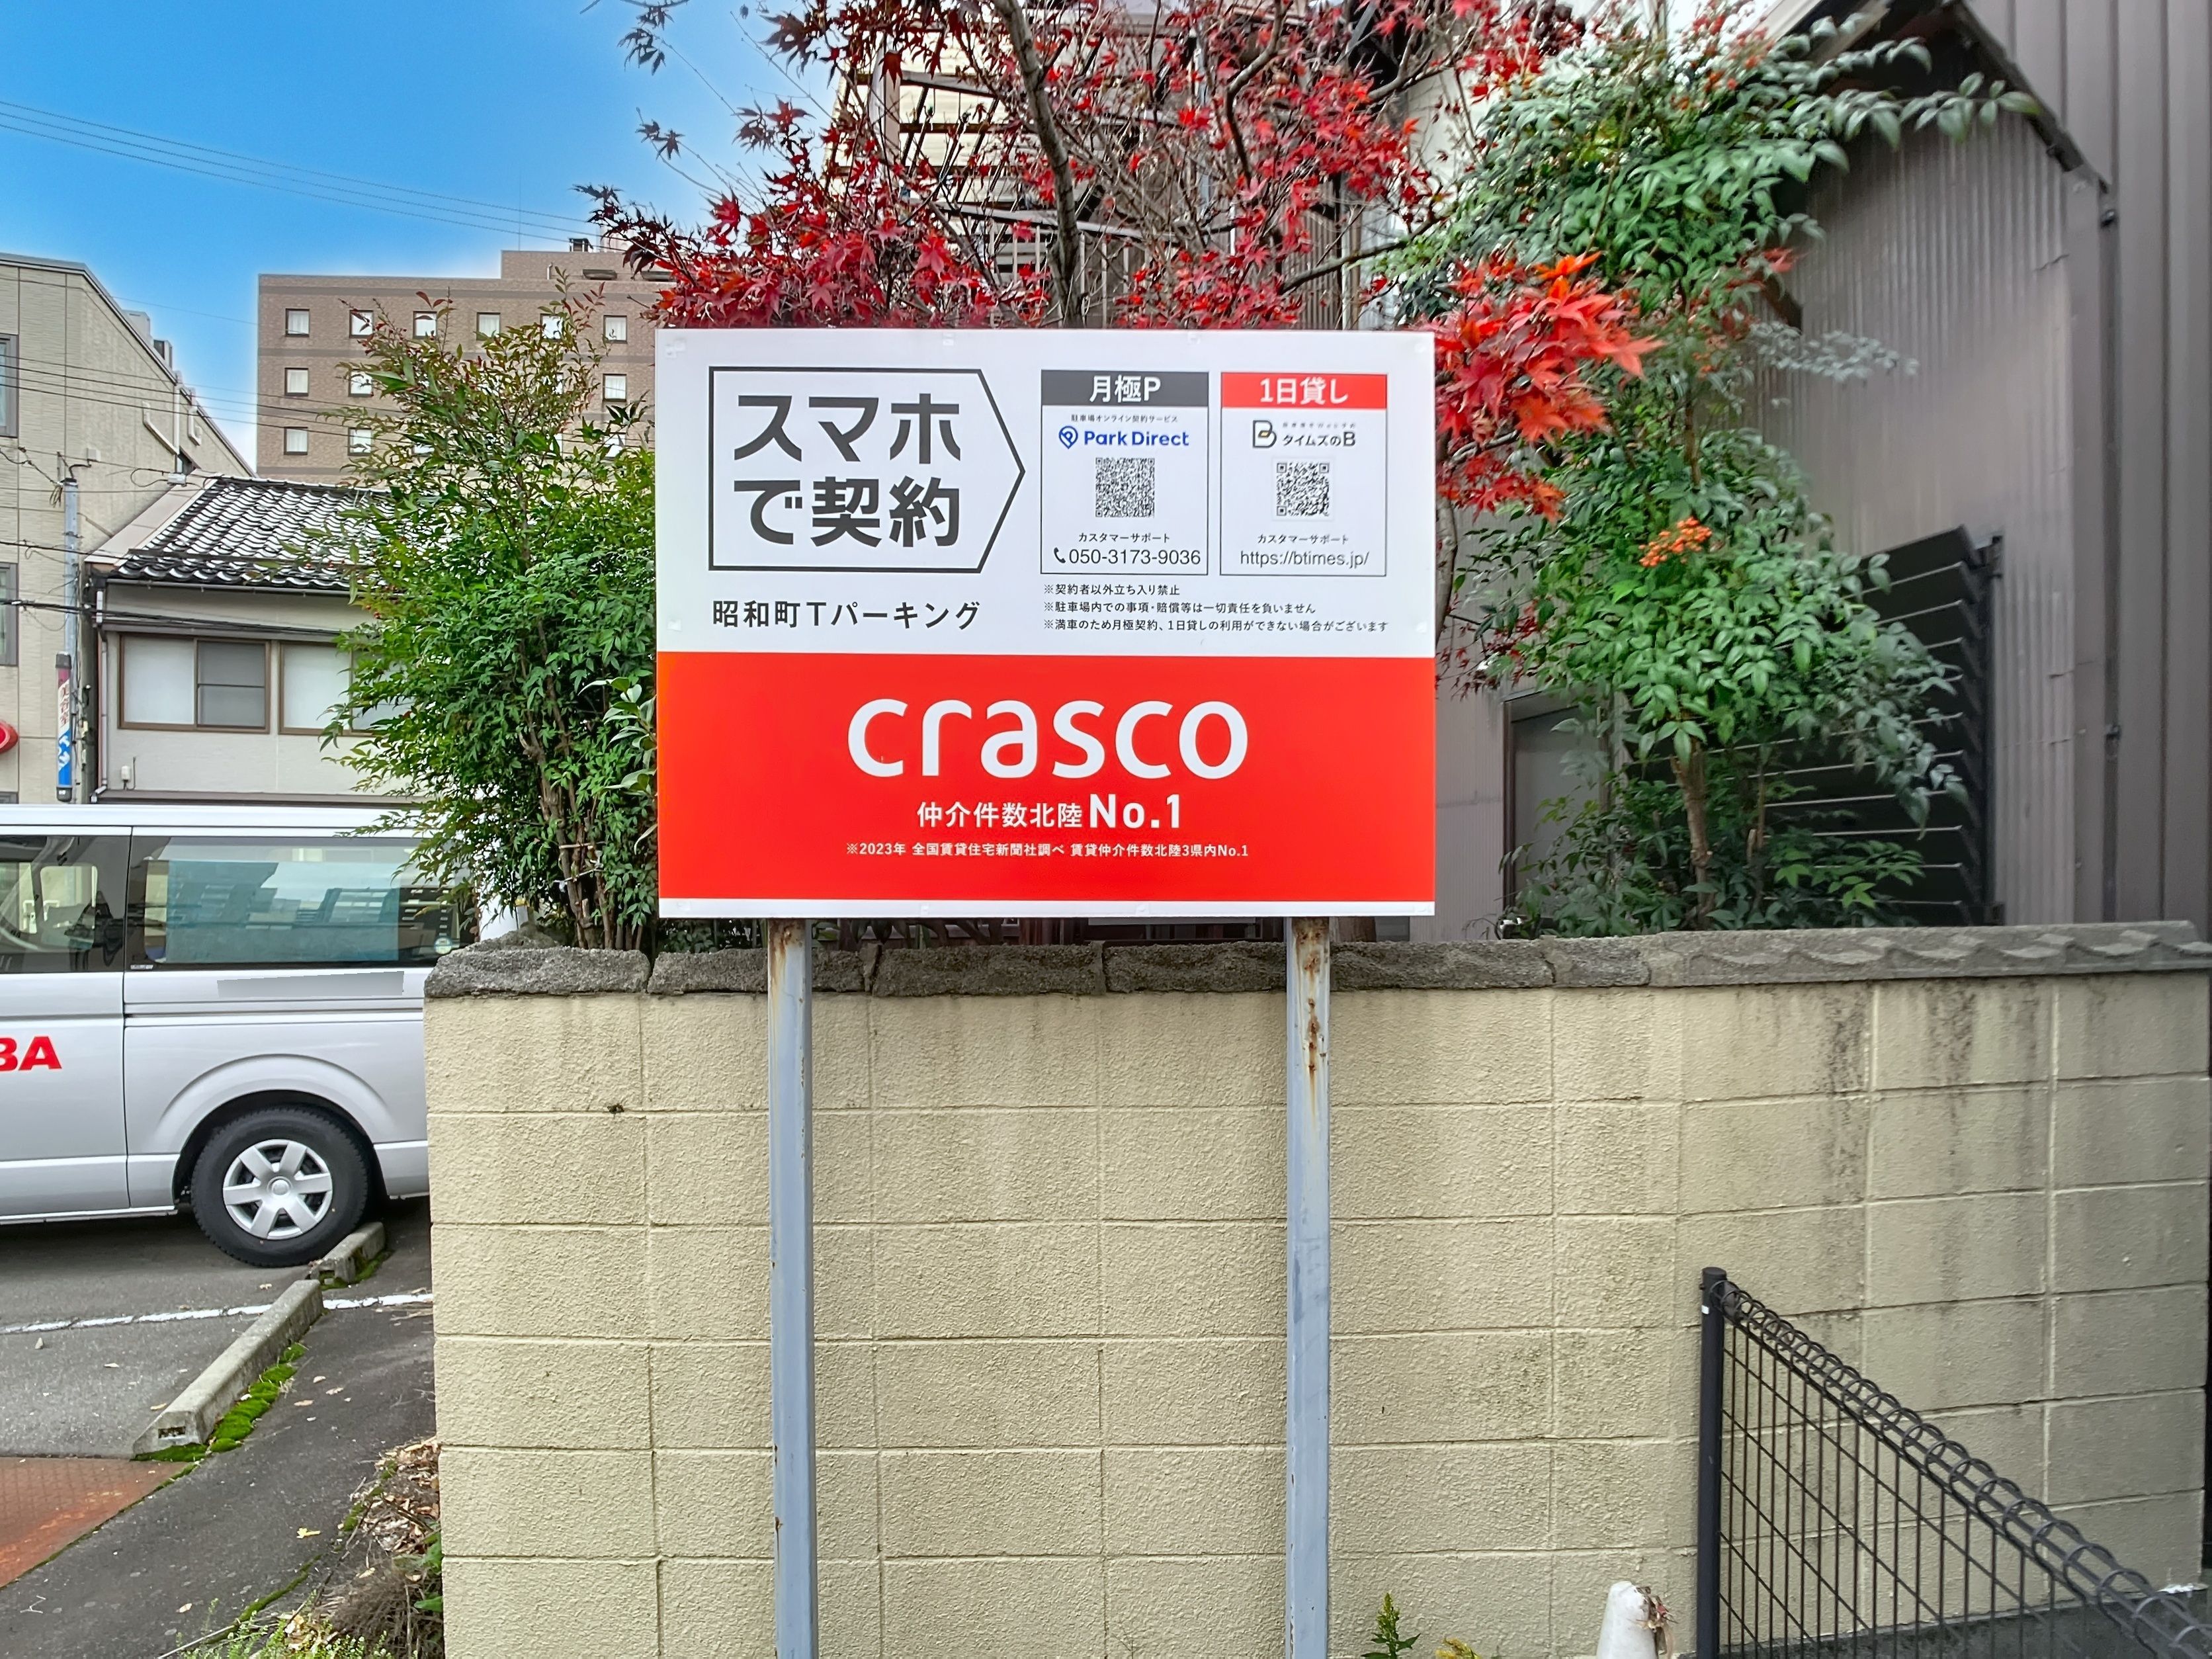 スマホ
で契約
昭和町Tパーキング
月極P
駐車場オンライン契約サービス
Park Direct
カスタマーサポート
050-3173-9036
1日貸し
B タイムズのB
カスタマーサポート
https://btimes.jp/
※契約者以外立ち入り禁止
※駐車場内での事項・賠償等は一切責任を負いません
※満車のため月極契約、1日貸しの利用ができない場合がございます
crasco
仲介件数北陸No.1
※2023年 全国賃貸住宅新聞社調べ 賃貸仲介件数北陸3県内No.1
BA